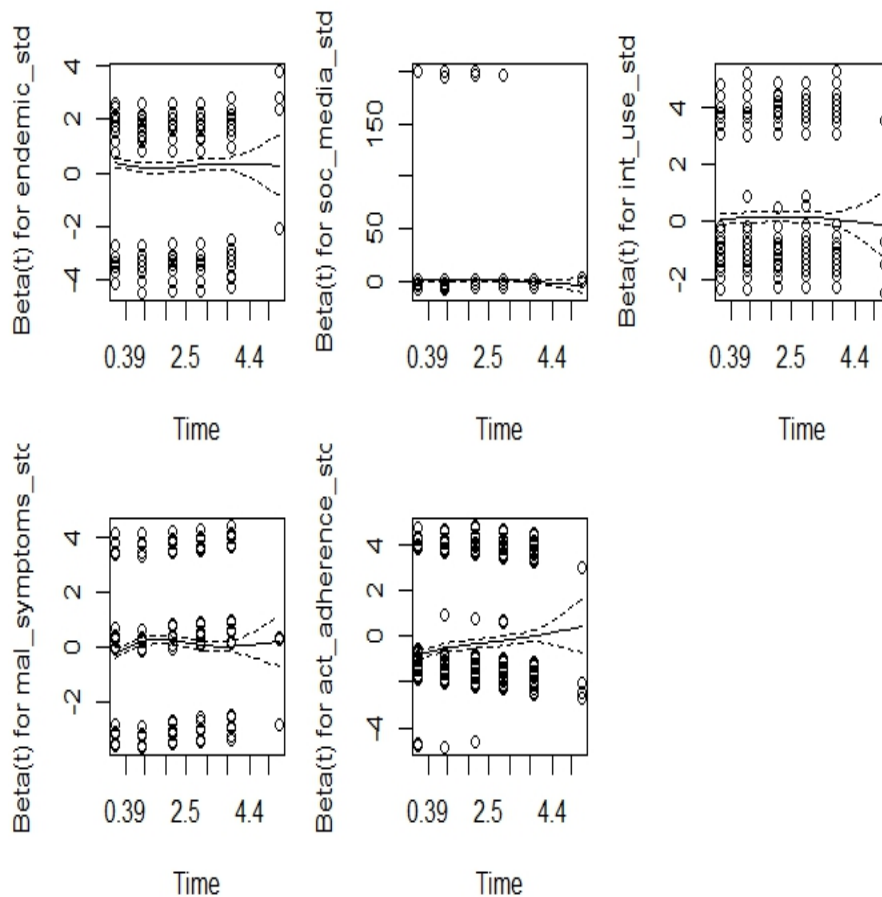 Beta(t) for endemic_std
4
2
0
-2
-4
0.39 2.5 4.4
Time
Beta(t) for soc_media_std
150
50
0
0.39 2.5 4.4
Time
Beta(t) for int_use_std
4
2
0
-2
0.39 2.5 4.4
Time
Beta(t) for mal_symptoms_std
4
2
0
-2
0.39 2.5 4.4
Time
Beta(t) for act_adherence_std
4
2
0
-4
0.39 2.5 4.4
Time